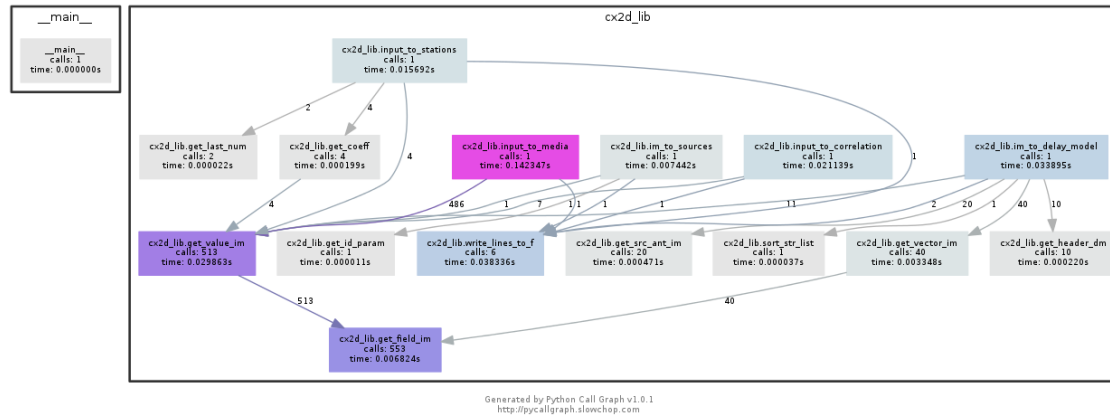 __main__
cx2d_lib
__main__
calls: 1
time: 0.000000s
cx2d_lib.input_to_stations
calls: 1
time: 0.015692s
2
4
4
1
cx2d_lib.get_last_num
calls: 2
time: 0.000022s
cx2d_lib.get_coeff
calls: 4
time: 0.000199s
cx2d_lib.input_to_media
calls: 1
time: 0.142347s
cx2d_lib.im_to_sources
calls: 1
time: 0.007442s
cx2d_lib.input_to_correlation
calls: 1
time: 0.021139s
cx2d_lib.im_to_delay_model
calls: 1
time: 0.033895s
4
486
1
7
1
1
1
1
11
2
20
1
40
10
cx2d_lib.get_value_im
calls: 513
time: 0.029863s
cx2d_lib.get_id_param
calls: 1
time: 0.000011s
cx2d_lib.write_lines_to_f
calls: 6
time: 0.038336s
cx2d_lib.get_src_ant_im
calls: 20
time: 0.000471s
cx2d_lib.sort_str_list
calls: 1
time: 0.000037s
cx2d_lib.get_vector_im
calls: 40
time: 0.003348s
cx2d_lib.get_header_dm
calls: 10
time: 0.000220s
513
40
cx2d_lib.get_field_im
calls: 553
time: 0.006824s
Generated by Python Call Graph v1.0.1
http://pycallgraph.slowchop.com